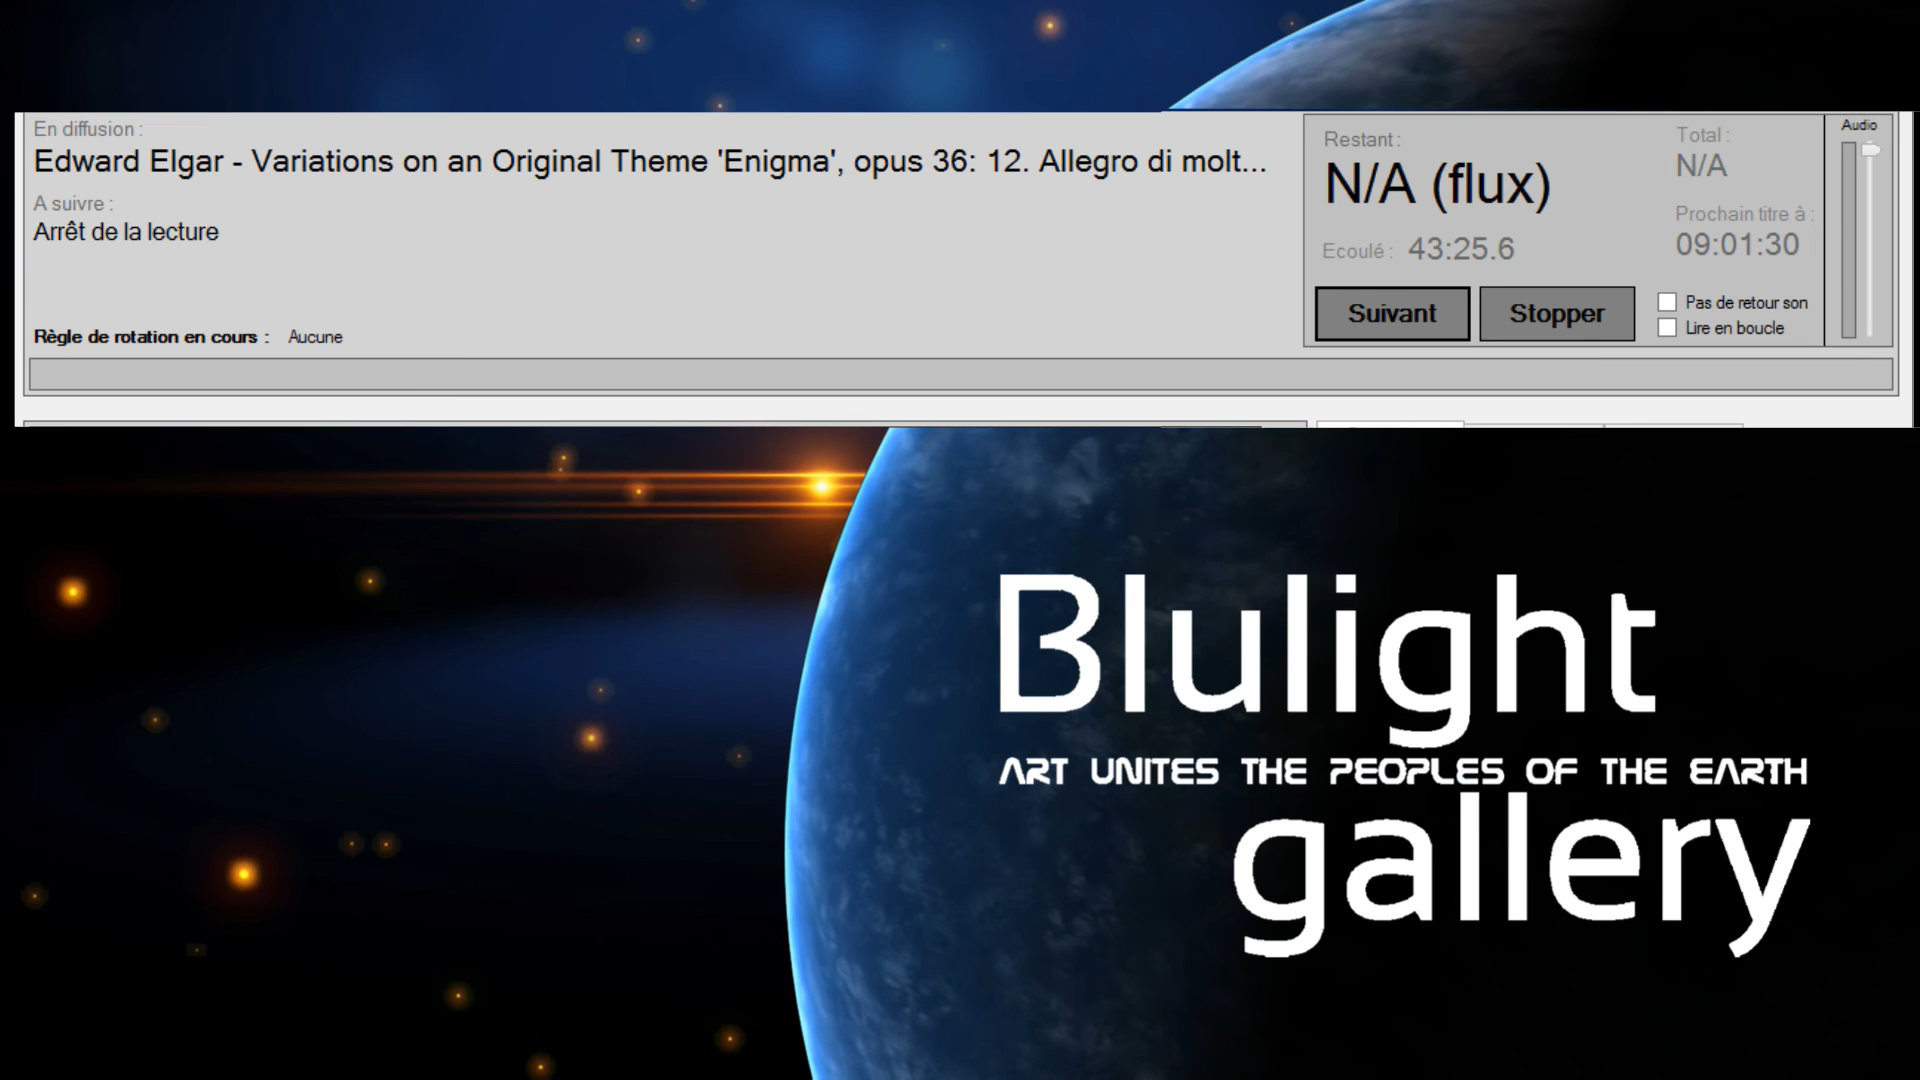 En diffusion :
Edward Elgar - Variations on an Original Theme 'Enigma', opus 36: 12. Allegro di molt...
A suivre :
Arrêt de la lecture
Règle de rotation en cours : Aucune
Restant :
N/A (flux)
Ecoulé : 43:25.6
Total :
N/A
Prochain titre à :
09:01:30
Suivant
Stopper
Pas de retour son
Lire en boucle
Audio
Blulight
ART UNITES THE PEOPLES OF THE EARTH
gallery